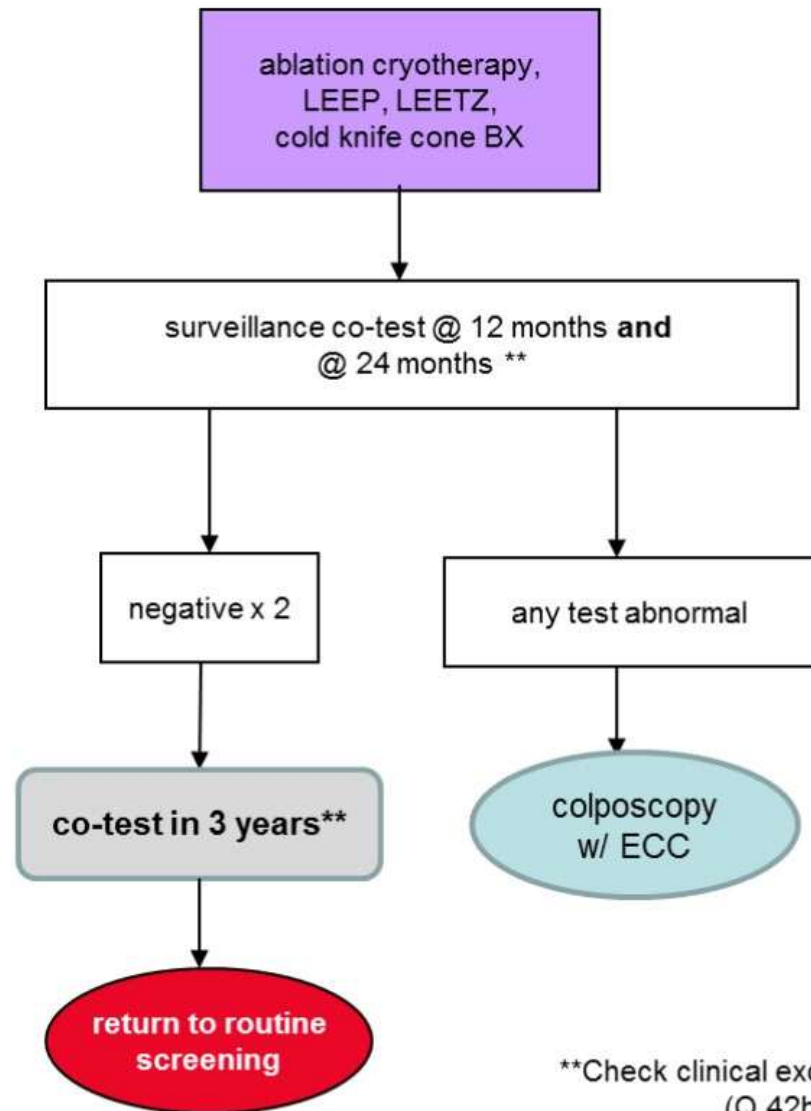 ablation cryotherapy,
LEEP, LEETZ,
cold knife cone BX
surveillance co-test @ 12 months and
@ 24 months **
negative x 2
any test abnormal
co-test in 3 years**
colposcopy
w/ ECC
return to routine
screening
**Check clinical exc